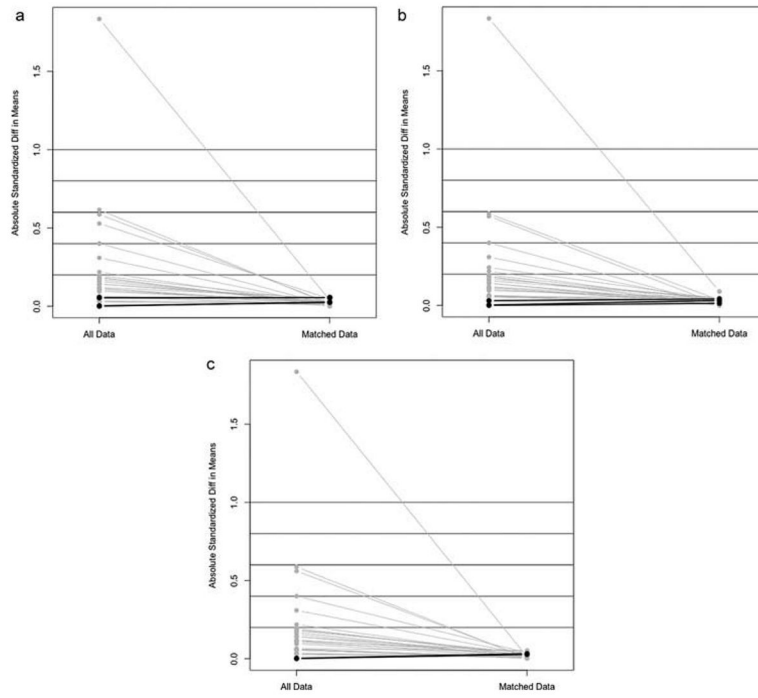 a
Absolute Standardized Diff in Means
1.5
1.0
0.5
0.0
All Data
Matched Data
b
Absolute Standardized Diff in Means
1.5
1.0
0.5
0.0
All Data
Matched Data
c
Absolute Standardized Diff in Means
1.5
1.0
0.5
0.0
All Data
Matched Data